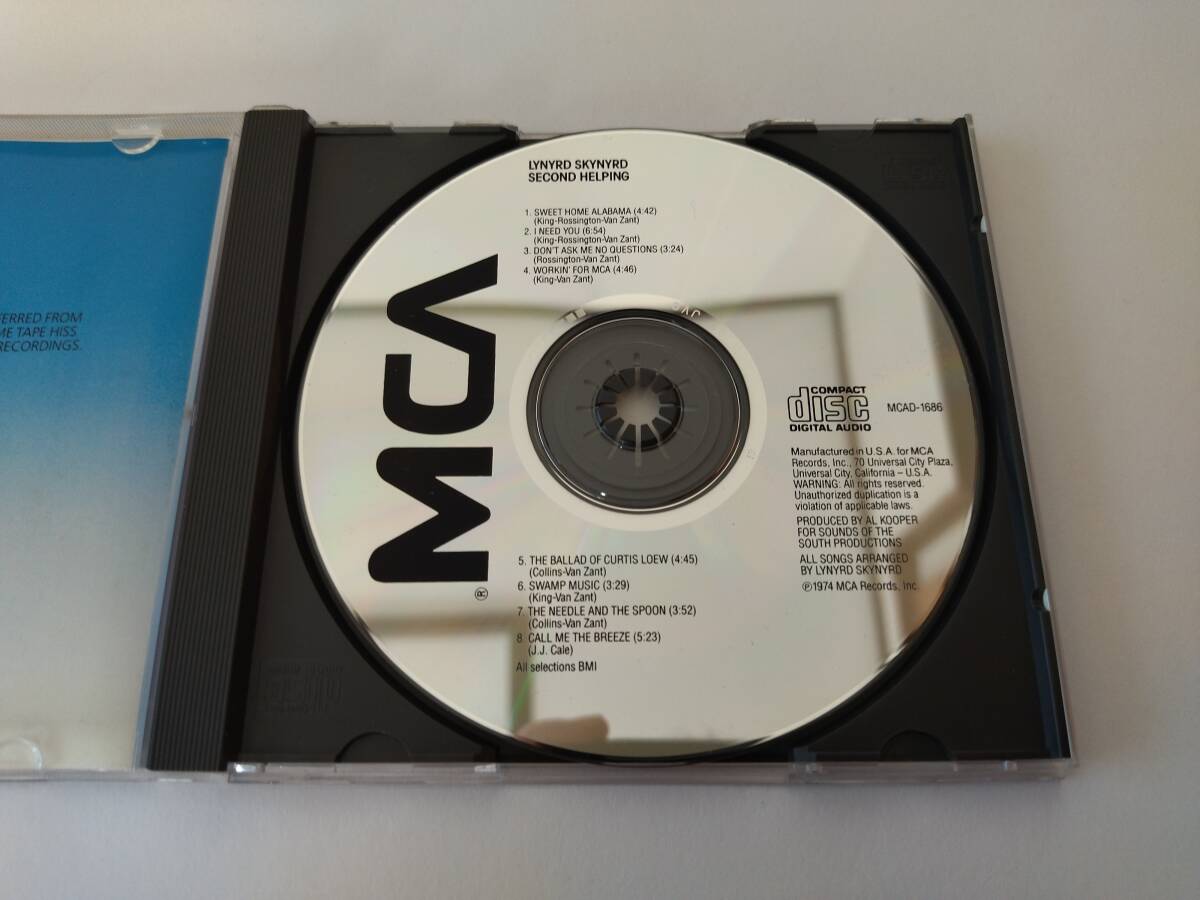 FERRED FROM
ME TAPE HISS
RECORDINGS.
LYNYRD SKYNYRD
SECOND HELPING
1. SWEET HOME ALABAMA (4:42)
(King-Rossington-Van Zant)
2. I NEED YOU (6:54)
(King-Rossington-Van Zant)
3. DON'T ASK ME NO QUESTIONS (3:24)
(Rossington-Van Zant)
4. WORKIN' FOR MCA (4:46)
(King-Van Zant)
MCA
®
COMPACT
disc
DIGITAL AUDIO
MCAD-1686
Manufactured in U.S.A. for MCA
Records, Inc., 70 Universal City Plaza,
Universal City, California – U.S.A.
WARNING: All rights reserved.
Unauthorized duplication is a
violation of applicable laws.
PRODUCED BY AL KOOPER
FOR SOUNDS OF THE
SOUTH PRODUCTIONS
ALL SONGS ARRANGED
BY LYNYRD SKYNYRD
℗1974 MCA Records, Inc.
5. THE BALLAD OF CURTIS LOEW (4:45)
(Collins-Van Zant)
6. SWAMP MUSIC (3:29)
(King-Van Zant)
7. THE NEEDLE AND THE SPOON (3:52)
(Collins-Van Zant)
8. CALL ME THE BREEZE (5:23)
(J.J. Cale)
All selections BMI